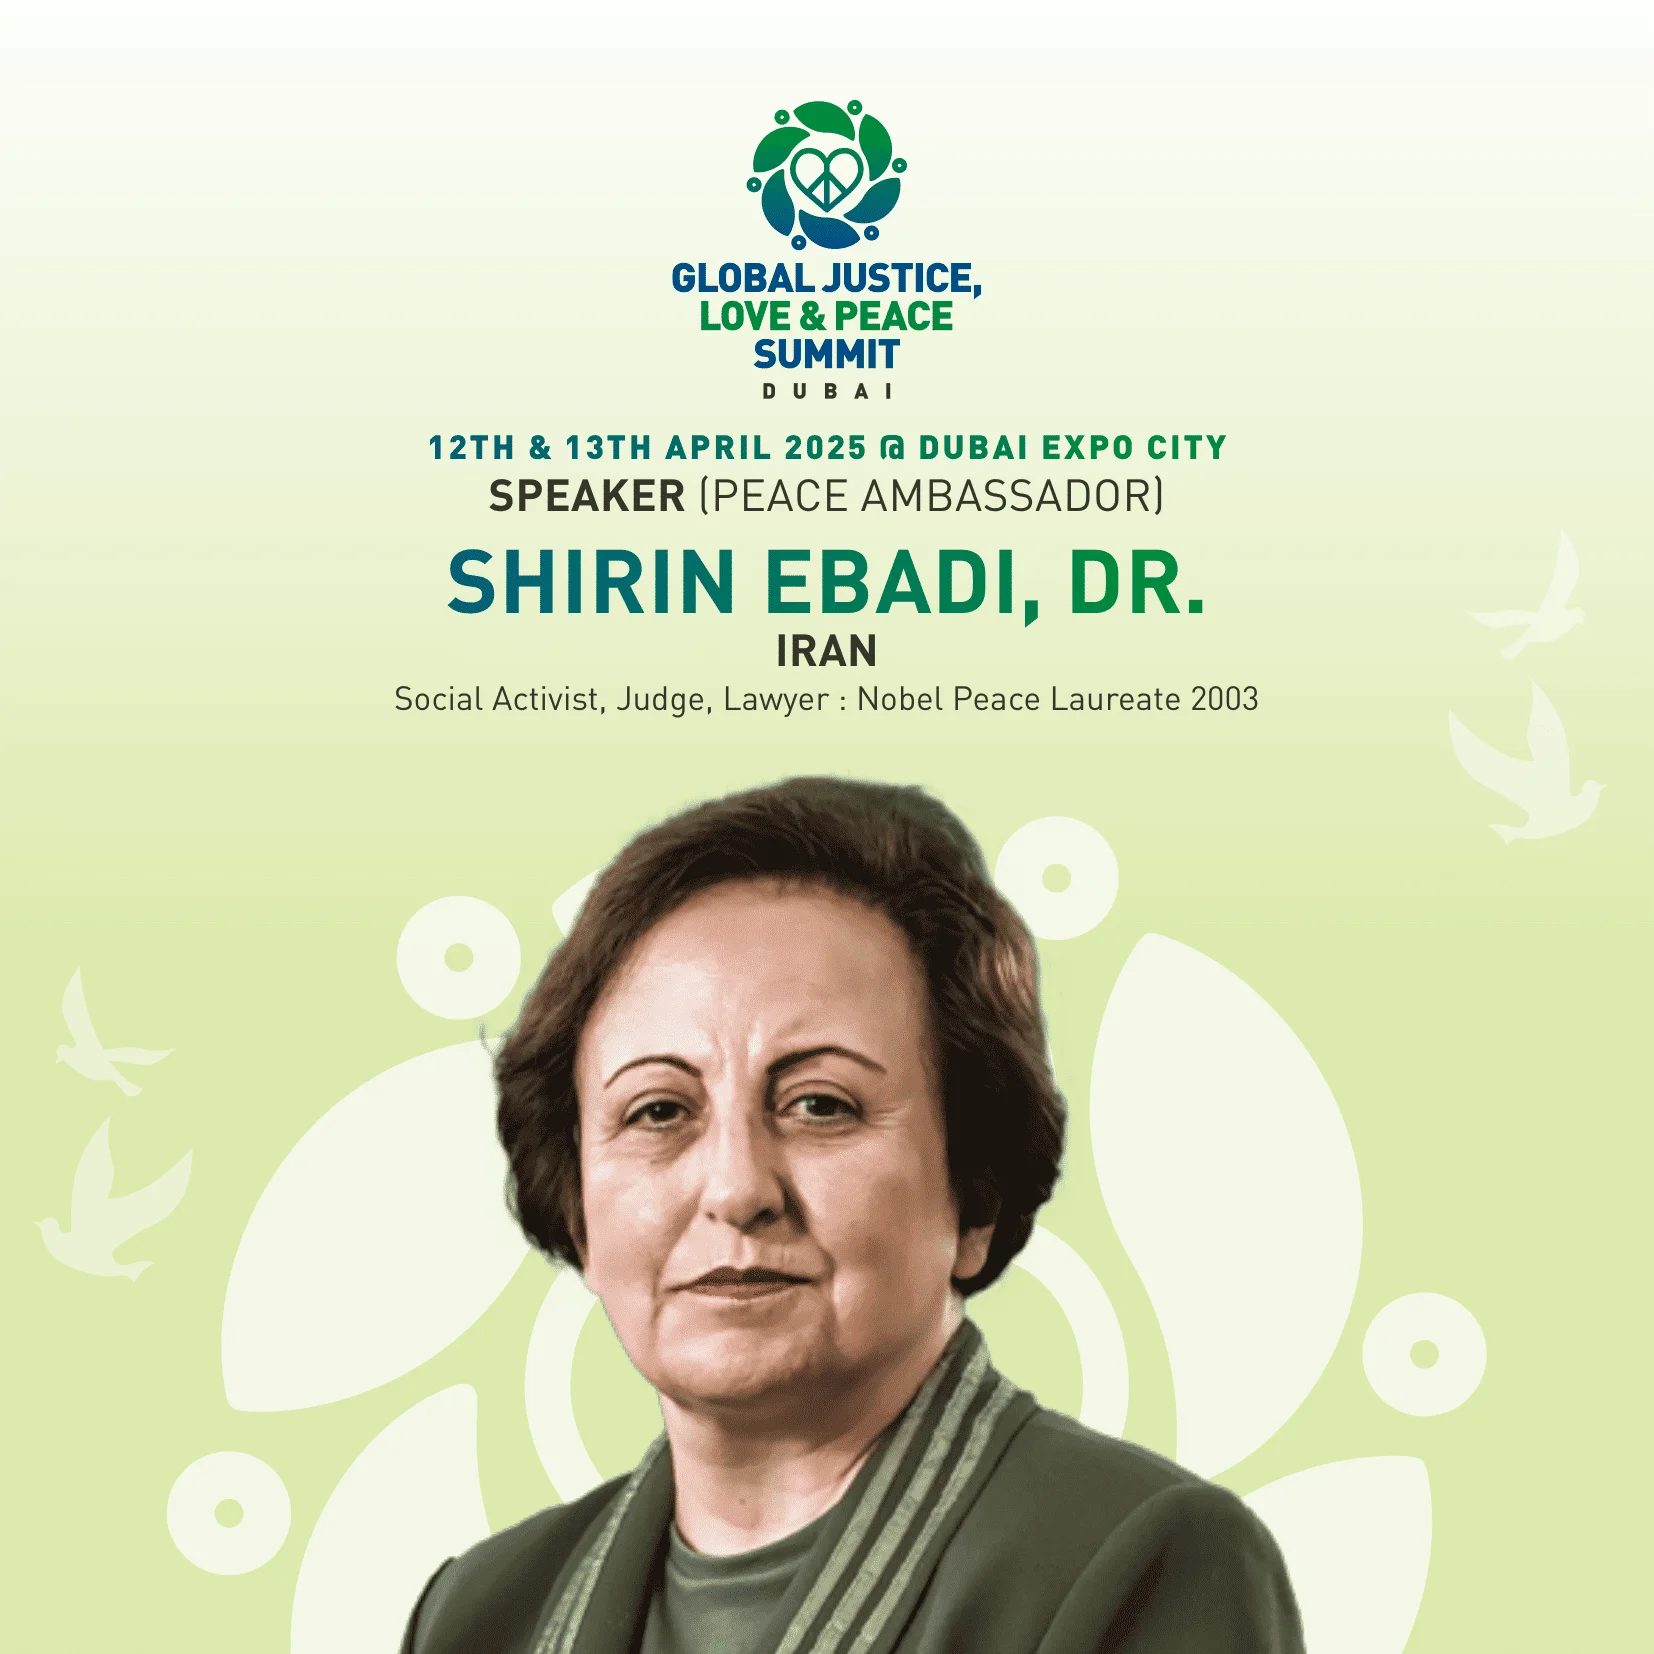 GLOBAL JUSTICE,
LOVE & PEACE
SUMMIT
DUBAI
12TH & 13TH APRIL 2025 @ DUBAI EXPO CITY
SPEAKER (PEACE AMBASSADOR)
SHIRIN EBADI, DR.
IRAN
Social Activist, Judge, Lawyer : Nobel Peace Laureate 2003